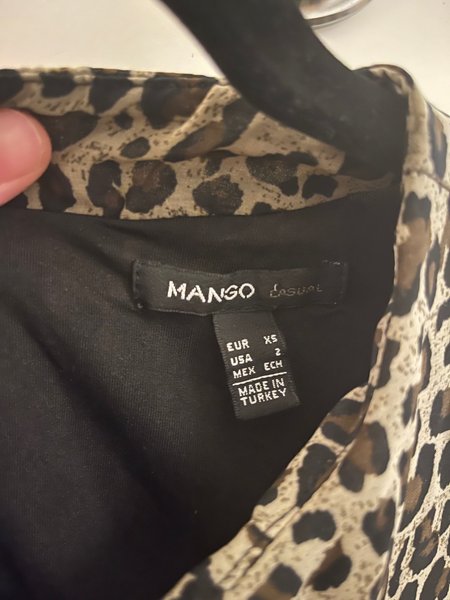 MANGO casual
EUR XS
USA 2
MEX ECH
MADE IN
TURKEY